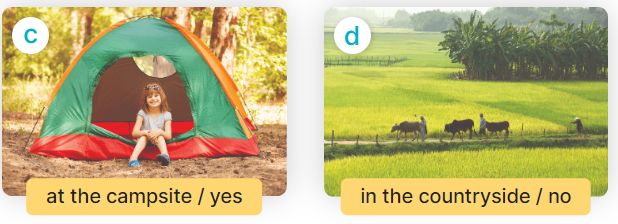 c
d
at the campsite / yes
in the countryside / no